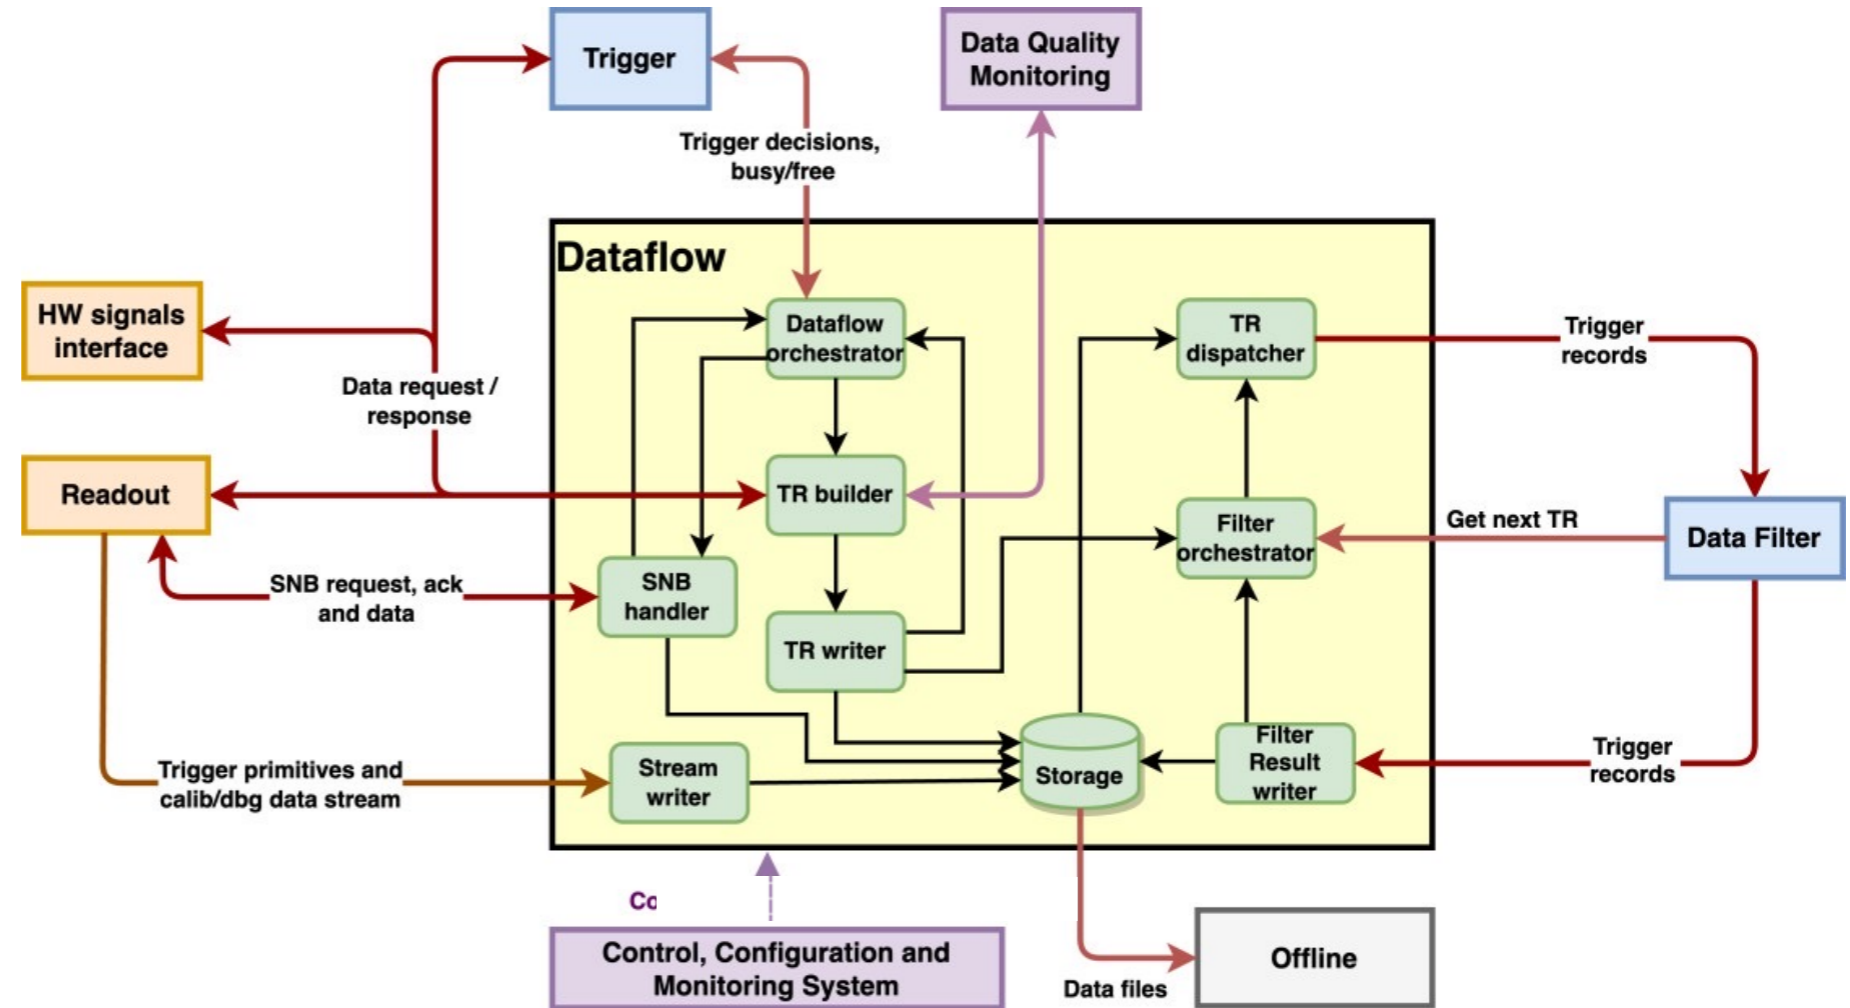 Trigger
Data Quality
Monitoring
Trigger decisions,
busy/free
Dataflow
HW signals
interface
Dataflow
orchestrator
TR
dispatcher
Trigger
records
Data request /
response
Readout
TR builder
Filter
orchestrator
Get next TR
Data Filter
SNB request, ack
and data
SNB
handler
TR writer
Trigger primitives and
calib/dbg data stream
Stream
writer
Storage
Filter
Result
writer
Trigger
records
Co
Control, Configuration and
Monitoring System
Data files
Offline